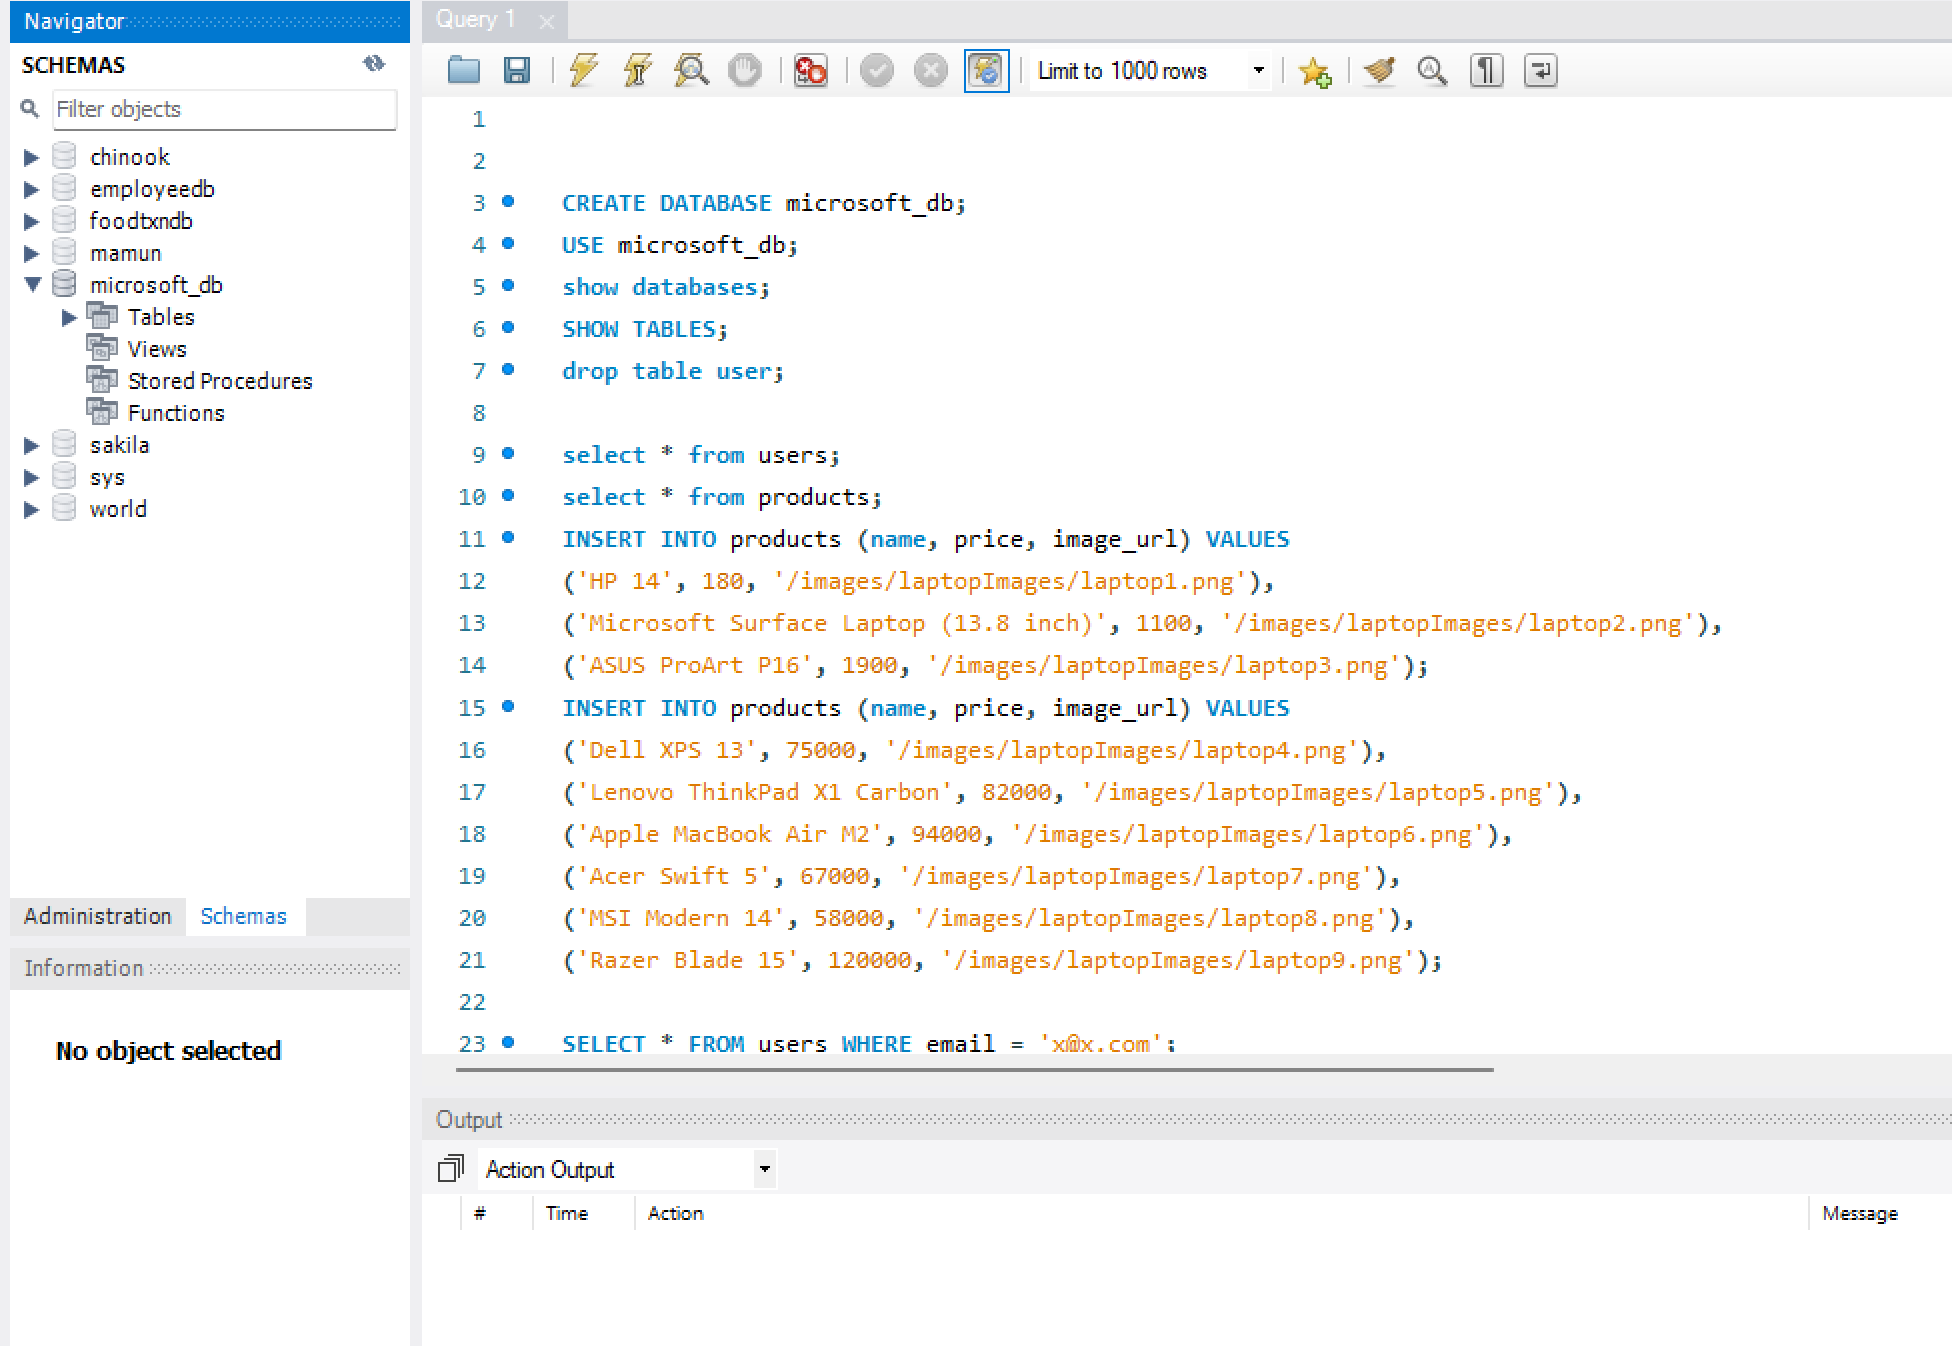 Navigator
SCHEMAS
Filter objects
chinook
employeedb
foodtxndb
mamun
microsoft_db
Tables
Views
Stored Procedures
Functions
sakila
sys
world
Administration Schemas
Information
No object selected
Query 1
Limit to 1000 rows
1
2
3 CREATE DATABASE microsoft_db;
4 USE microsoft_db;
5 show databases;
6 SHOW TABLES;
7 drop table user;
8
9 select * from users;
10 select * from products;
11 INSERT INTO products (name, price, image_url) VALUES
12 ('HP 14', 180, '/images/laptopImages/laptop1.png'),
13 ('Microsoft Surface Laptop (13.8 inch)', 1100, '/images/laptopImages/laptop2.png'),
14 ('ASUS ProArt P16', 1900, '/images/laptopImages/laptop3.png');
15 INSERT INTO products (name, price, image_url) VALUES
16 ('Dell XPS 13', 75000, '/images/laptopImages/laptop4.png'),
17 ('Lenovo ThinkPad X1 Carbon', 82000, '/images/laptopImages/laptop5.png'),
18 ('Apple MacBook Air M2', 94000, '/images/laptopImages/laptop6.png'),
19 ('Acer Swift 5', 67000, '/images/laptopImages/laptop7.png'),
20 ('MSI Modern 14', 58000, '/images/laptopImages/laptop8.png'),
21 ('Razer Blade 15', 120000, '/images/laptopImages/laptop9.png');
22
23 SELECT * FROM users WHERE email = 'x@x.com';
Output
Action Output
# Time Action Message